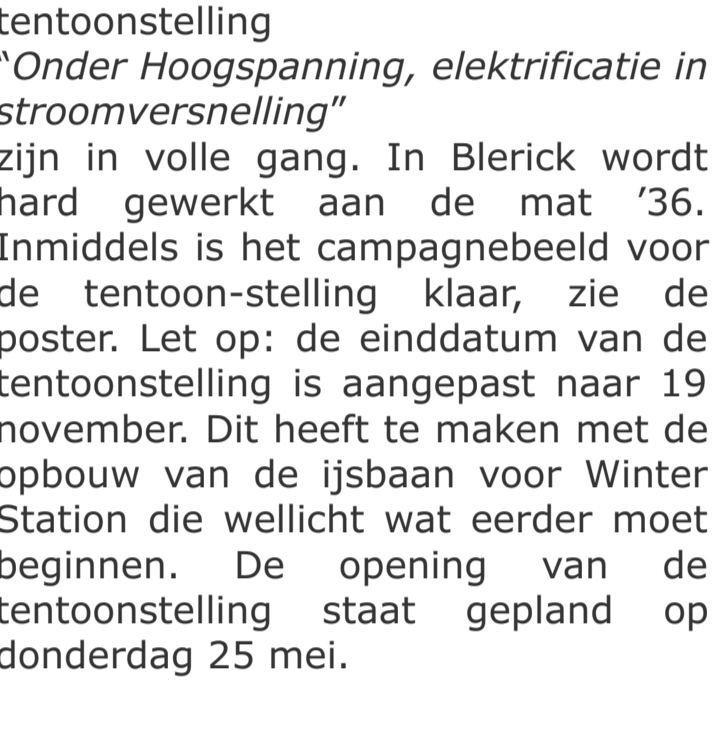 tentoonstelling
“Onder Hoogspanning, elektrificatie in
stroomversnelling”
zijn in volle gang. In Blerick wordt
hard gewerkt aan de mat ’36.
Inmiddels is het campagnebeeld voor
de tentoon-stelling klaar, zie de
poster. Let op: de einddatum van de
tentoonstelling is aangepast naar 19
november. Dit heeft te maken met de
opbouw van de ijsbaan voor Winter
Station die wellicht wat eerder moet
beginnen. De opening van de
tentoonstelling staat gepland op
donderdag 25 mei.